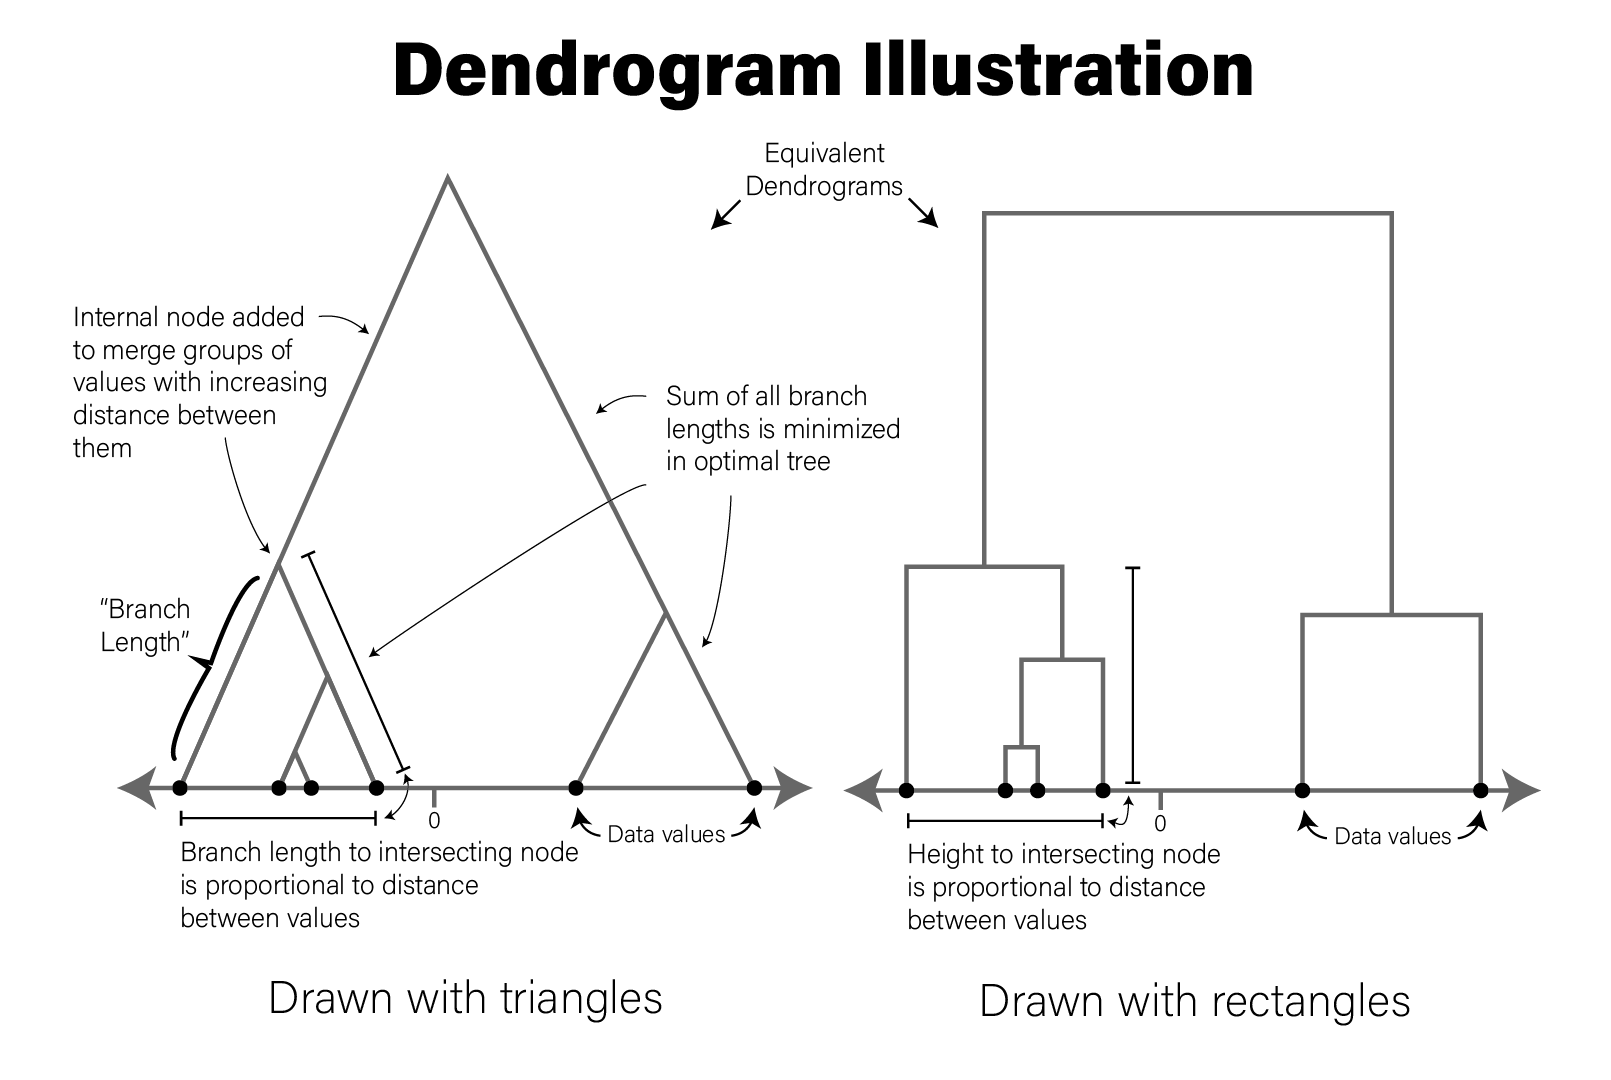 Dendrogram Illustration
Equivalent
Dendrograms
Internal node added
to merge groups of
values with increasing
distance between
them
Sum of all branch
lengths is minimized
in optimal tree
“Branch
Length”
0
Data values
Branch length to intersecting node
is proportional to distance
between values
Drawn with triangles
0
Data values
Height to intersecting node
is proportional to distance
between values
Drawn with rectangles